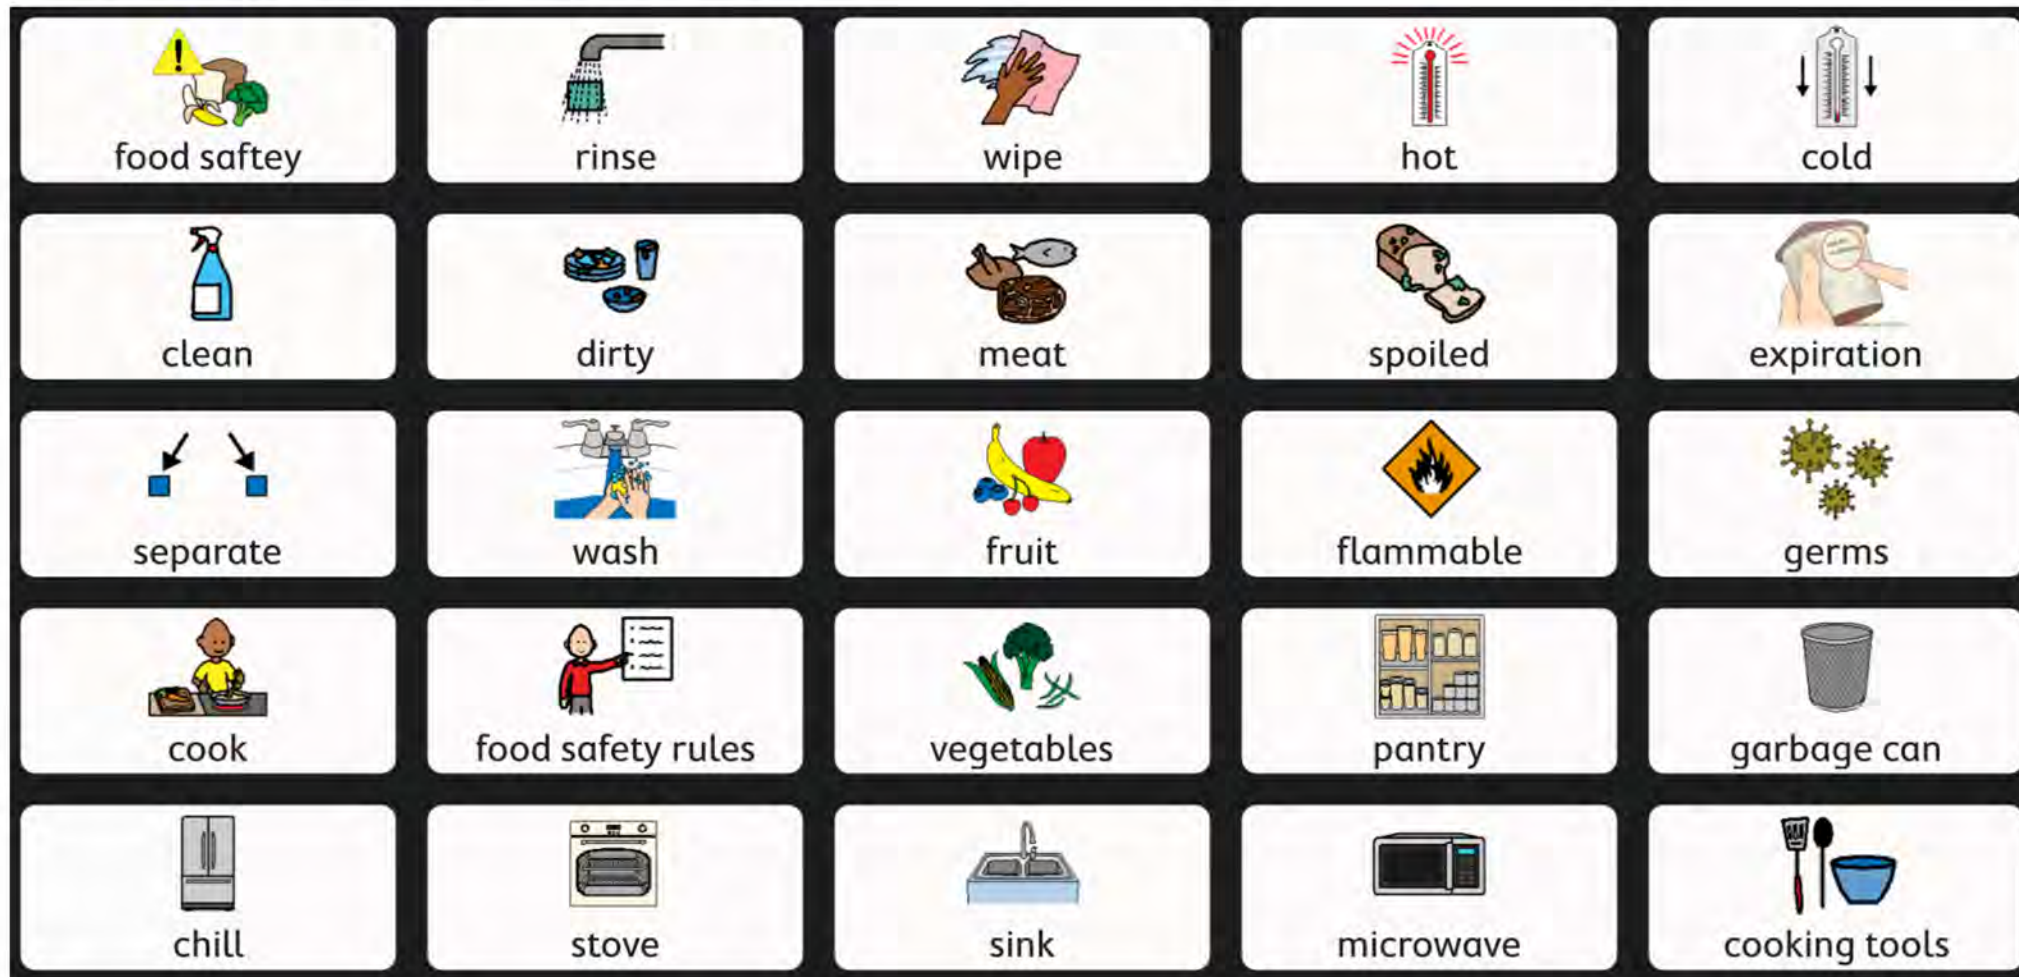 food saftey
rinse
wipe
hot
cold
clean
dirty
meat
spoiled
expiration
separate
wash
fruit
flammable
germs
cook
food safety rules
vegetables
pantry
garbage can
chill
stove
sink
microwave
cooking tools